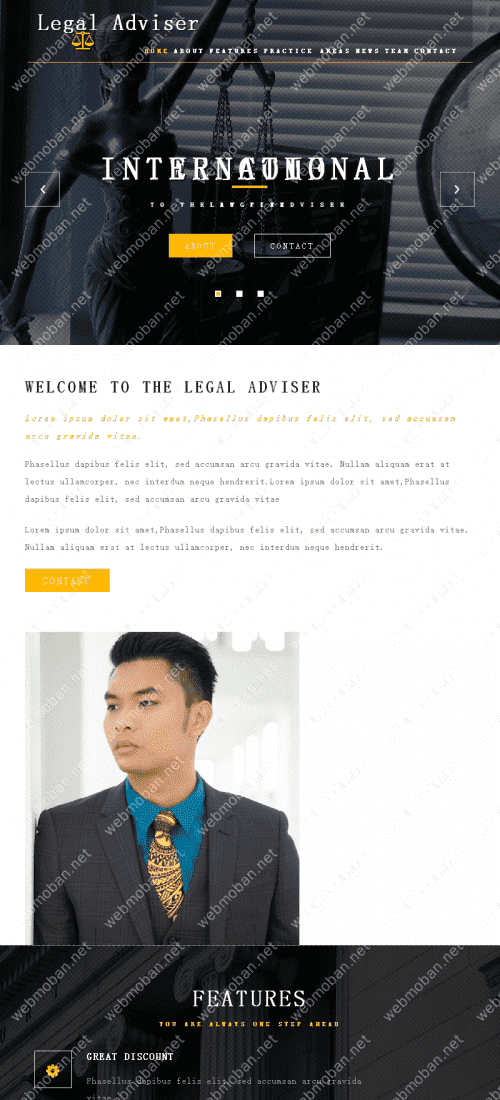 Legal Adviser
HOME ABOUT FEATURES PRACTICE AREAS NEWS TEAM CONTACT
INTERNATIONAL
ABOUT
CONTACT
WELCOME TO THE LEGAL ADVISER
Lorem ipsum dolor sit amet,Phasellus dapibus felis elit, sed accumsan
arcu gravida vitae.
Phasellus dapibus felis elit, sed accumsan arcu gravida vitae. Nullam aliquam erat at
lectus ullamcorper, nec interdum neque hendrerit.Lorem ipsum dolor sit amet,Phasellus
dapibus felis elit, sed accumsan arcu gravida vitae
Lorem ipsum dolor sit amet,Phasellus dapibus felis elit, sed accumsan arcu gravida vitae.
Nullam aliquam erat at lectus ullamcorper, nec interdum neque hendrerit.
CONTACT
FEATURES
YOU ARE ALWAYS ONE STEP AHEAD
GREAT DISCOUNT
Phasellus dapibus felis elit, sed accumsan arcu gravida
vitae.
webmoban.net